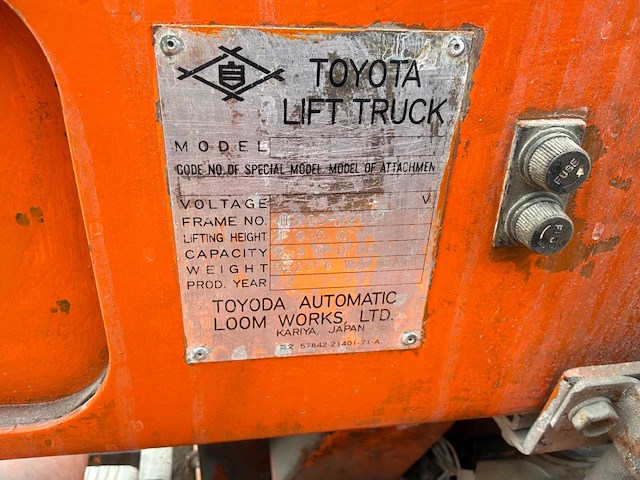 TOYOTA
LIFT TRUCK
MODEL
CODE NO. OF SPECIAL MODEL, MODEL OF ATTACHMEN
VOLTAGE V
FRAME NO.
LIFTING HEIGHT
CAPACITY
WEIGHT
PROD. YEAR
TOYODA AUTOMATIC
LOOM WORKS, LTD.
KARIYA, JAPAN
57842-21401-71-A
FUSE